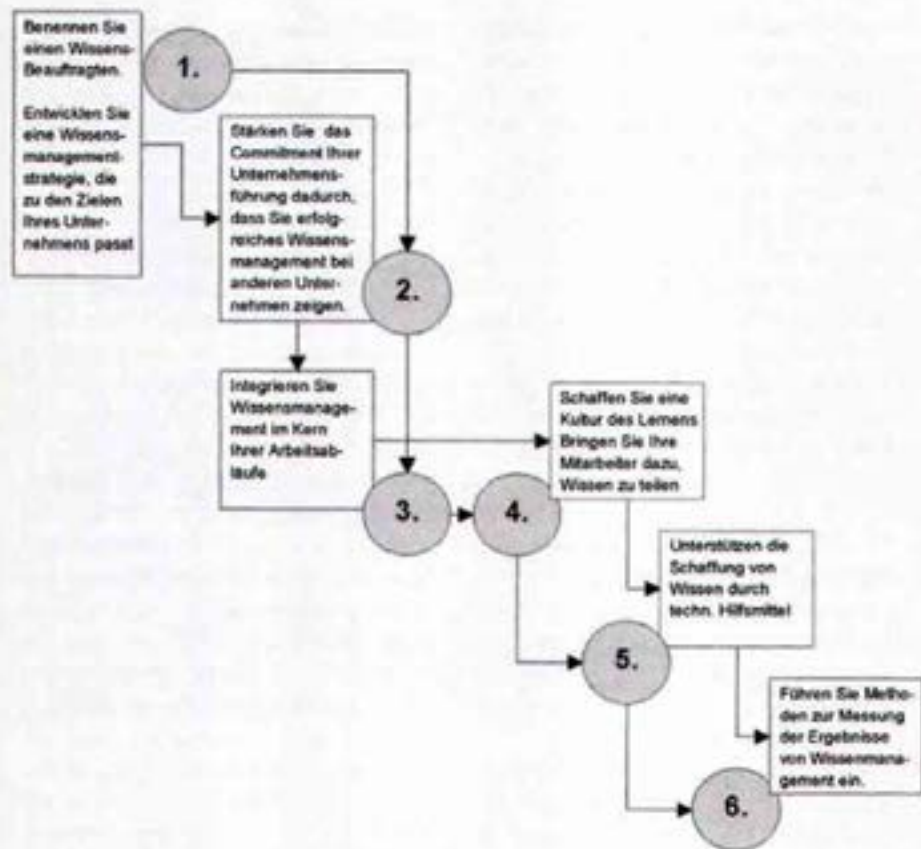 Benennen Sie
einen Wissens-
Beauftragten.
Entwicklen Sie
eine Wissens-
management-
strategie, die
zu den Zielen
Ihres Unter-
nehmens passt
1.
Stärken Sie das
Commitment Ihrer
Unternehmens-
führung dadurch,
dass Sie erfolg-
reiches Wissens-
management bei
anderen Unter-
nehmen zeigen.
2.
Integrieren Sie
Wissensmanage-
ment im Kern
Ihrer Arbeitsab-
läufe
3.
4.
Schaffen Sie eine
Kultur des Lernens
Bringen Sie Ihre
Mitarbeiter dazu,
Wissen zu teilen
Unterstützen die
Schaffung von
Wissen durch
techn. Hilfsmittel
5.
Führen Sie Metho-
den zur Messung
der Ergebnisse
von Wissenmana-
gement ein.
6.